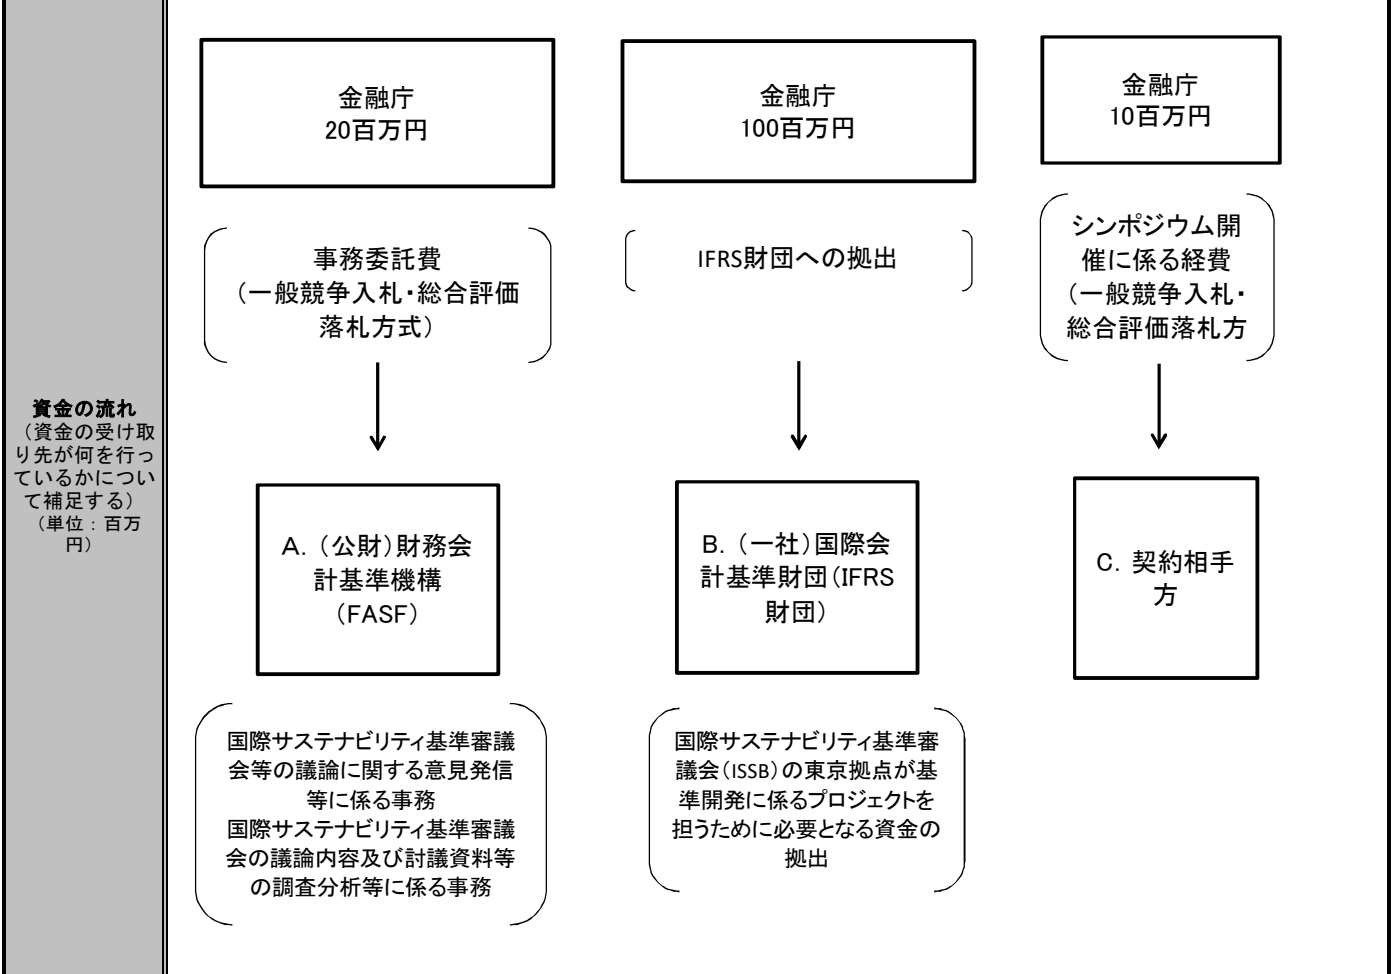 資金の流れ
（資金の受け取
り先が何を行っ
ているかについ
て補足する）
（単位：百万
円）
金融庁
20百万円
事務委託費
（一般競争入札・総合評価
落札方式）
A．（公財）財務会
計基準機構
（FASF）
国際サステナビリティ基準審議
会等の議論に関する意見発信
等に係る事務
国際サステナビリティ基準審議
会の議論内容及び討議資料等
の調査分析等に係る事務
金融庁
100百万円
IFRS財団への拠出
B．（一社）国際会
計基準財団（IFRS
財団）
国際サステナビリティ基準審
議会（ISSB）の東京拠点が基
準開発に係るプロジェクトを
担うために必要となる資金の
拠出
金融庁
10百万円
シンポジウム開
催に係る経費
（一般競争入札・
総合評価落札方
C．契約相手
方